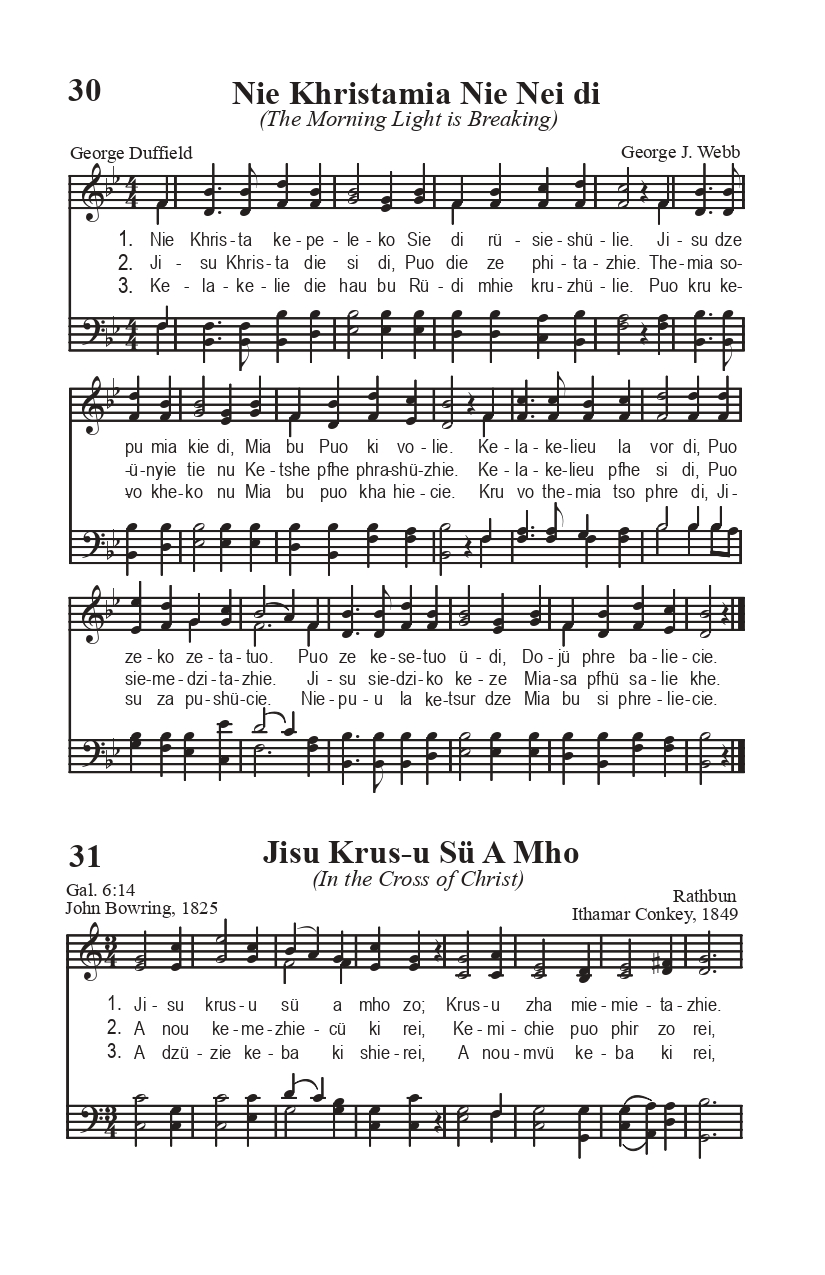 30
Nie Khristamia Nie Nei di
(The Morning Light is Breaking)
George Duffield
George J. Webb
1. Nie Khris-ta ke-pe-le-ko Sie di rü-sie-shü-lie. Ji-su dze
2. Ji-su Khris-ta die si di, Puo die ze phi-ta-zhie. The-mia so-
3. Ke-la-ke-lie die hau bu Rü-di mhie kru-zhü-lie. Puo kru ke-
pu mia kie di, Mia bu Puo ki vo-lie. Ke-la-ke-lieu la vor di, Puo
-ü-nyie tie nu Ke-tshe pfhe phra-shü-zhie. Ke-la-ke-lieu pfhe si di, Puo
-vo khe-ko nu Mia bu puo kha hie-cie. Kru vo the-mia tso phre di, Ji-
ze-ko ze-ta-tuo. Puo ze ke-se-tuo ü-di, Do-jü phre ba-lie-cie.
sie-me-dzi-ta-zhie. Ji-su sie-dzi-ko ke-ze Mia-sa pfhü sa-lie khe.
su za pu-shü-cie. Nie-pu-u la ke-tsur dze Mia bu si phre-lie-cie.
31
Jisu Krus-u Sü A Mho
(In the Cross of Christ)
Gal. 6:14
John Bowring, 1825
Rathbun
Ithamar Conkey, 1849
1. Ji-su krus-u sü a mho zo; Krus-u zha mie-mie-ta-zhie.
2. A nou ke-me-zhie-cü ki rei, Ke-mi-chie puo phir zo rei,
3. A dzü-zie ke-ba ki shie-rei, A nou-mvü ke-ba ki rei,